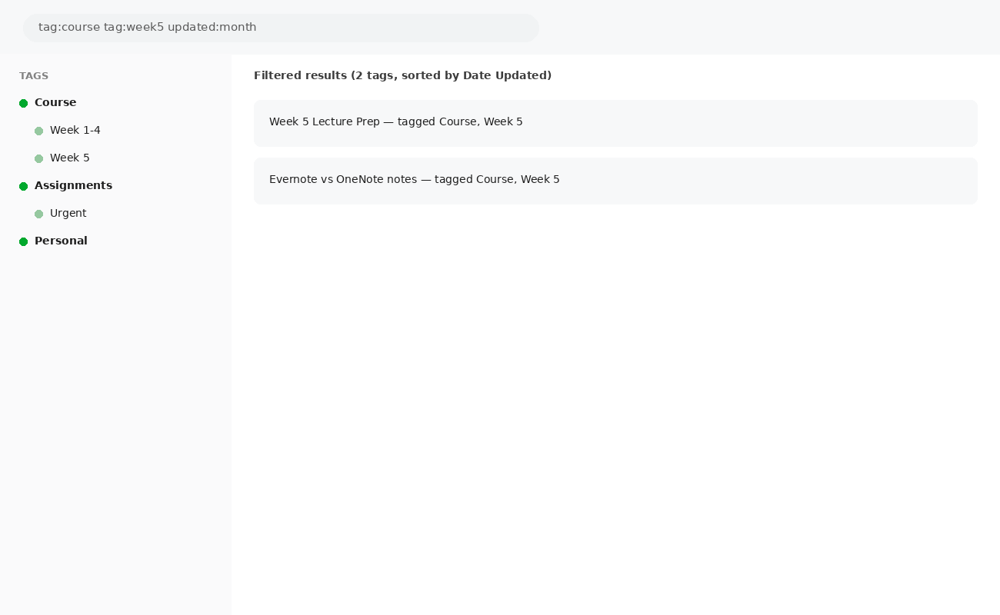 tag:course tag:week5 updated:month
TAGS
Course
Week 1-4
Week 5
Assignments
Urgent
Personal
Filtered results (2 tags, sorted by Date Updated)
Week 5 Lecture Prep — tagged Course, Week 5
Evernote vs OneNote notes — tagged Course, Week 5